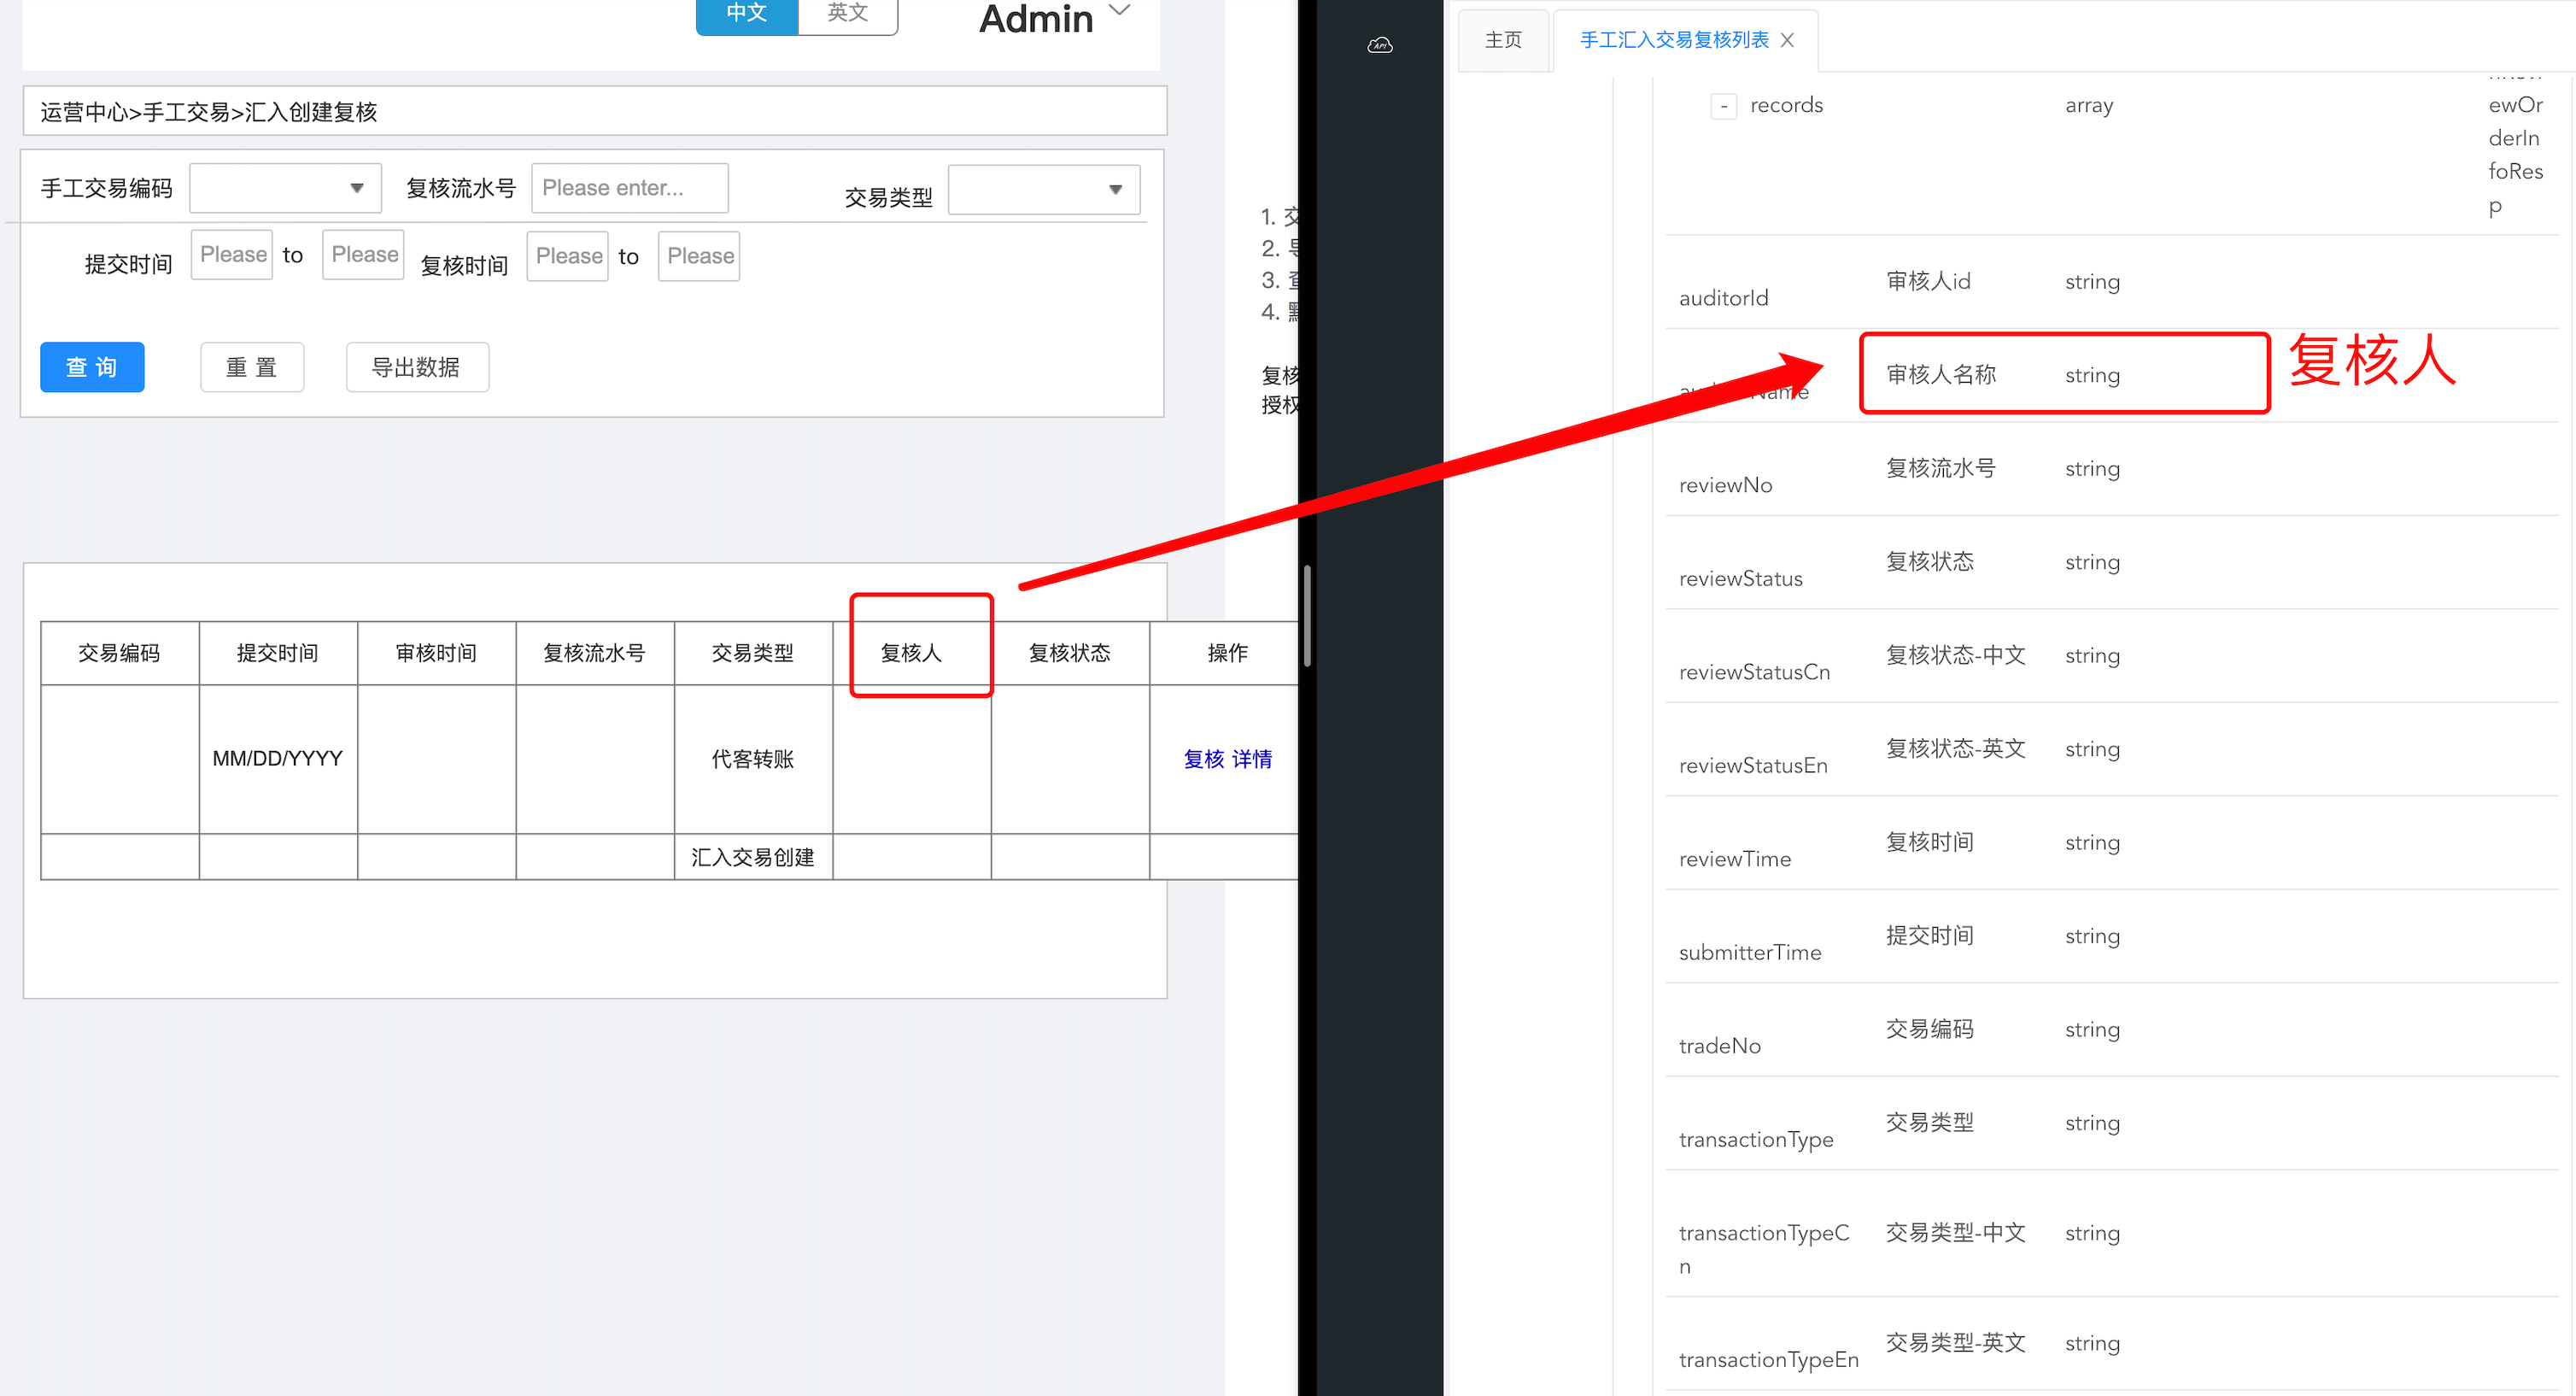 中文 英文 Admin
运营中心>手工交易>汇入创建复核
手工交易编码 复核流水号 Please enter... 交易类型
提交时间 Please to Please 复核时间 Please to Please
查 询 重 置 导出数据
交易编码 提交时间 审核时间 复核流水号 交易类型 复核人 复核状态 操作
MM/DD/YYYY 代客转账 复核 详情
汇入交易创建
1. 交
2. 导
3. 查
4.
复核
授权
API
主页 手工汇入交易复核列表 X
- records array
ewOr
derIn
foRes
p
auditorId 审核人id string
Name 审核人名称 string 复核人
reviewNo 复核流水号 string
reviewStatus 复核状态 string
reviewStatusCn 复核状态-中文 string
reviewStatusEn 复核状态-英文 string
reviewTime 复核时间 string
submitterTime 提交时间 string
tradeNo 交易编码 string
transactionType 交易类型 string
transactionTypeC 交易类型-中文 string
n
transactionTypeEn 交易类型-英文 string